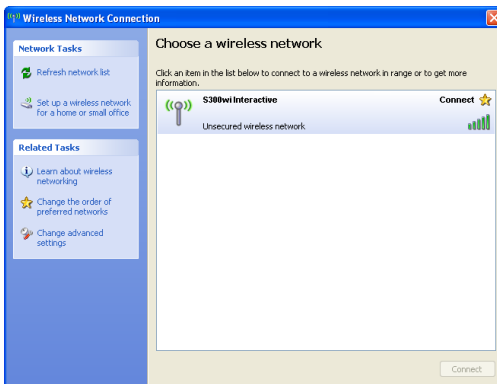 Wireless Network Connection
Network Tasks
Refresh network list
Set up a wireless network
for a home or small office
Related Tasks
Learn about wireless
networking
Change the order of
preferred networks
Change advanced
settings
Choose a wireless network
Click an item in the list below to connect to a wireless network in range or to get more
information.
S300wi Interactive
Connect
Unsecured wireless network
Connect